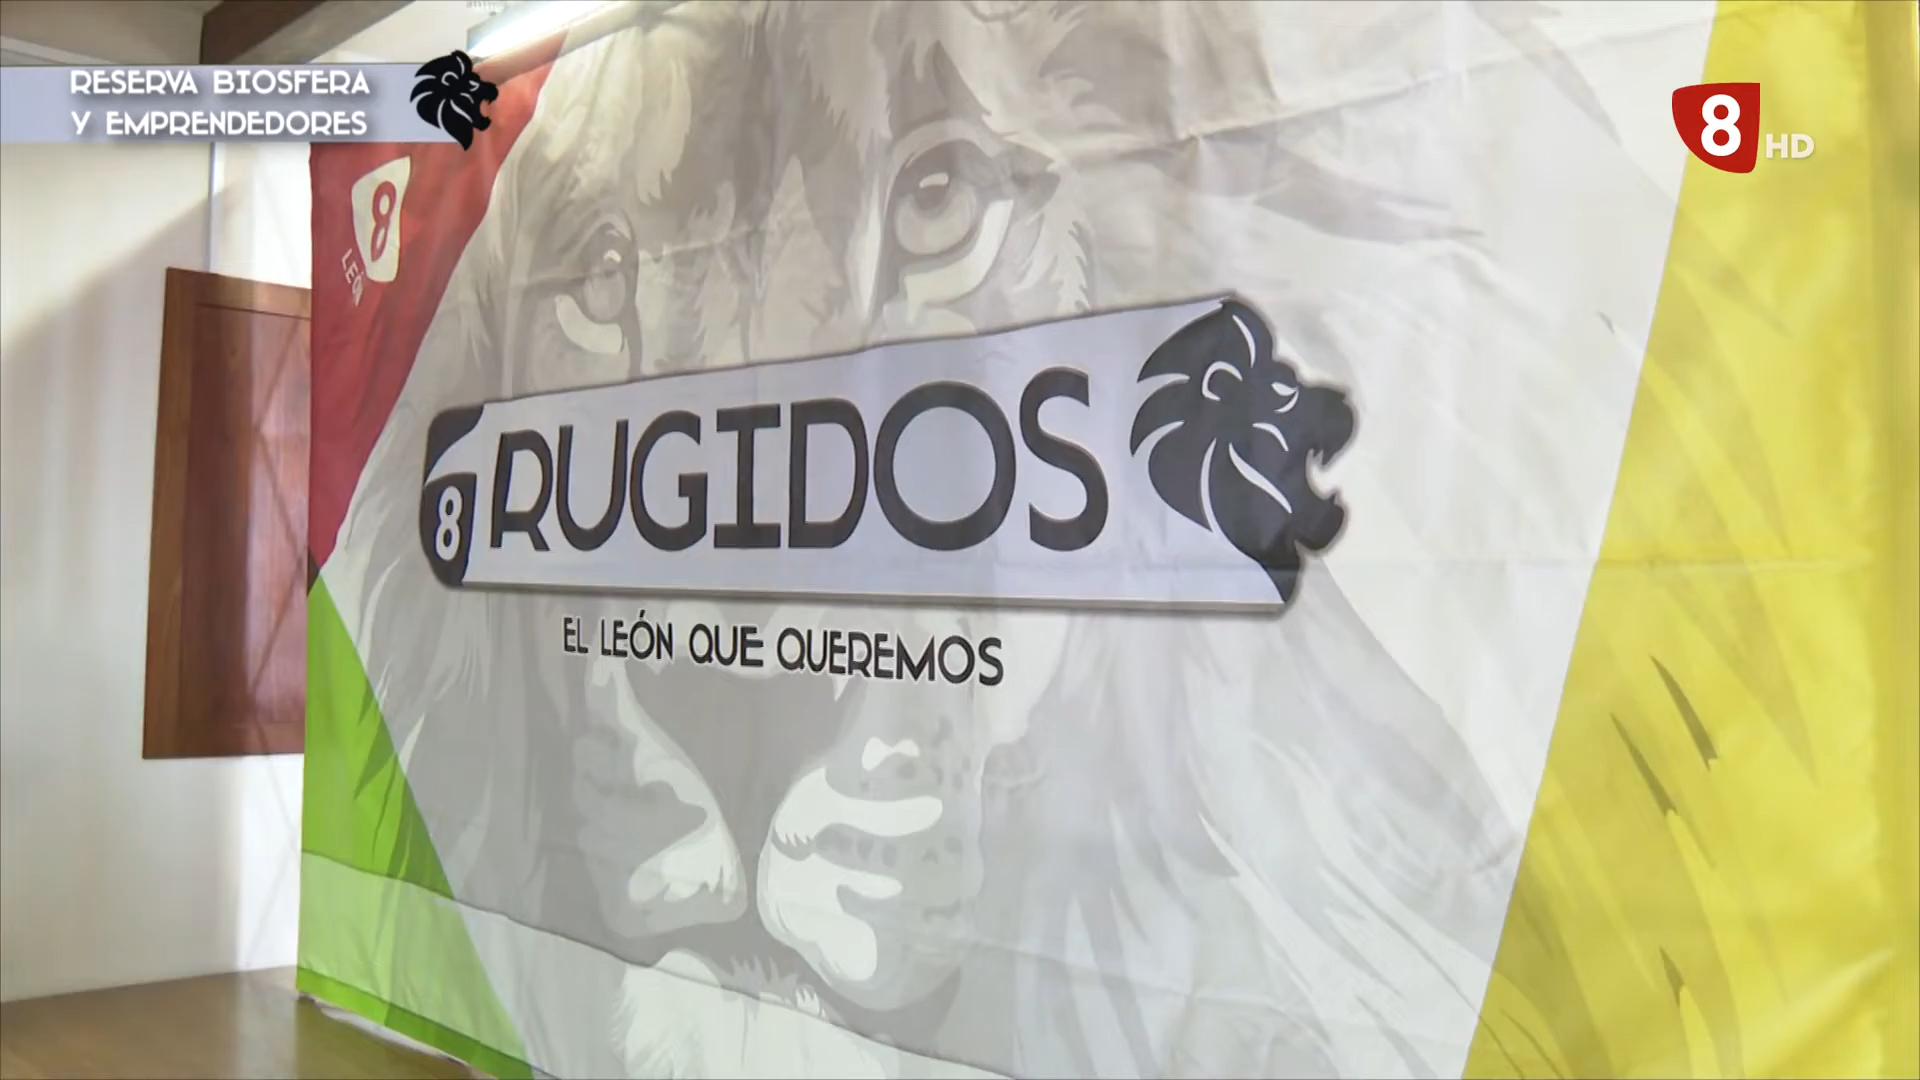 RESERVA BIOSFERA
Y EMPRENDEDORES
8 HD
8
LEÓN
8 RUGIDOS
EL LEÓN QUE QUEREMOS